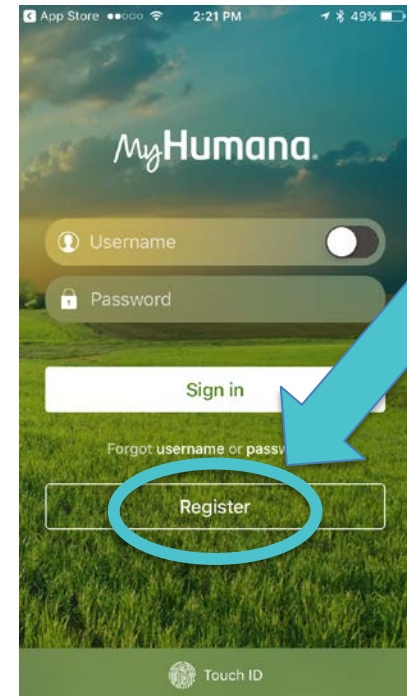 App Store 2:21 PM 49%
MyHumana.
Username
Password
Sign in
Forgot username or
Register
Touch ID